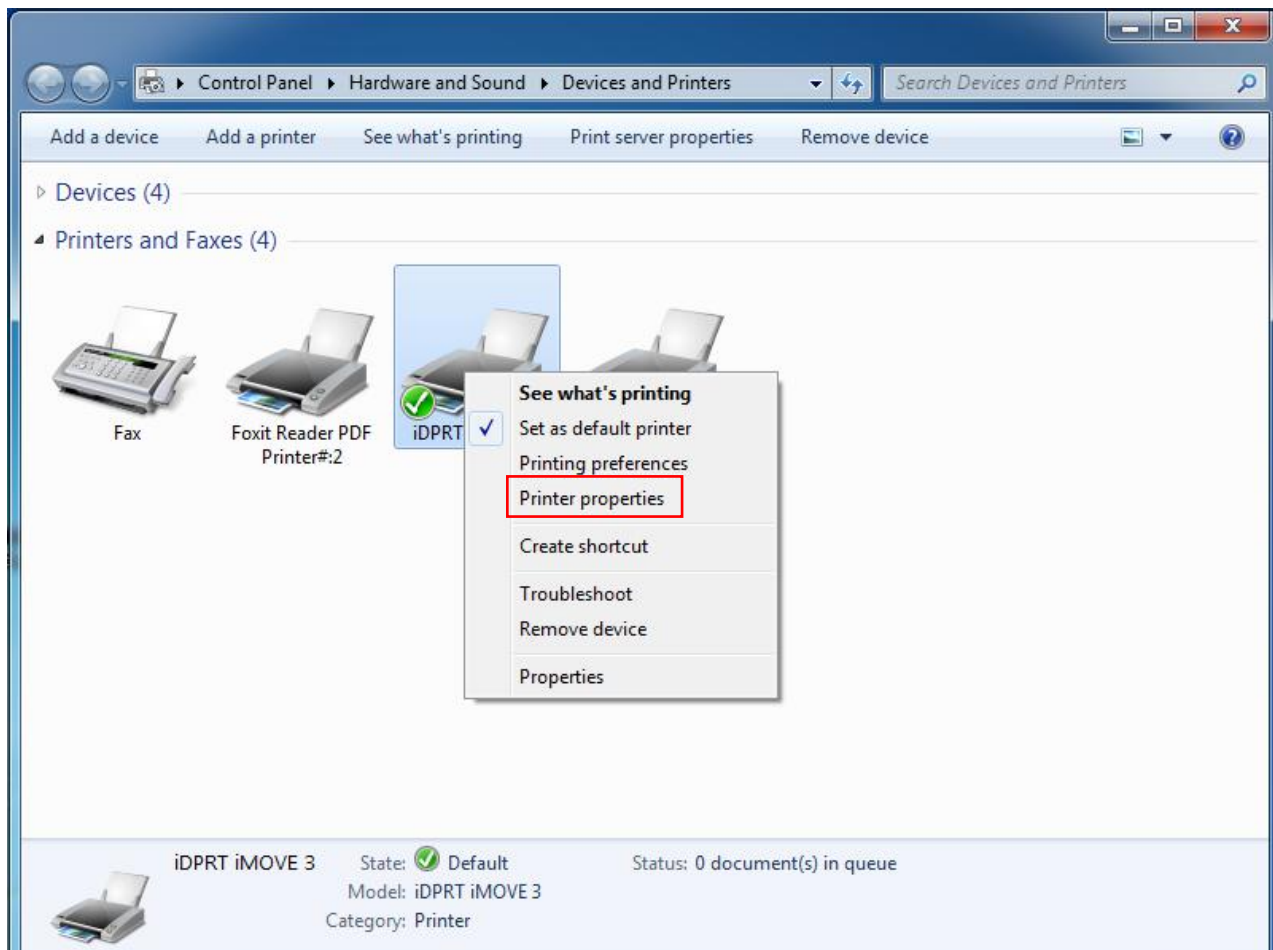 Control Panel ▸ Hardware and Sound ▸ Devices and Printers
Search Devices and Printers
Add a device Add a printer See what's printing Print server properties Remove device
Devices (4)
Printers and Faxes (4)
Fax
Foxit Reader PDF
Printer#:2
iDPRT
See what's printing
Set as default printer
Printing preferences
Printer properties
Create shortcut
Troubleshoot
Remove device
Properties
iDPRT iMOVE 3 State: Default Status: 0 document(s) in queue
Model: iDPRT iMOVE 3
Category: Printer